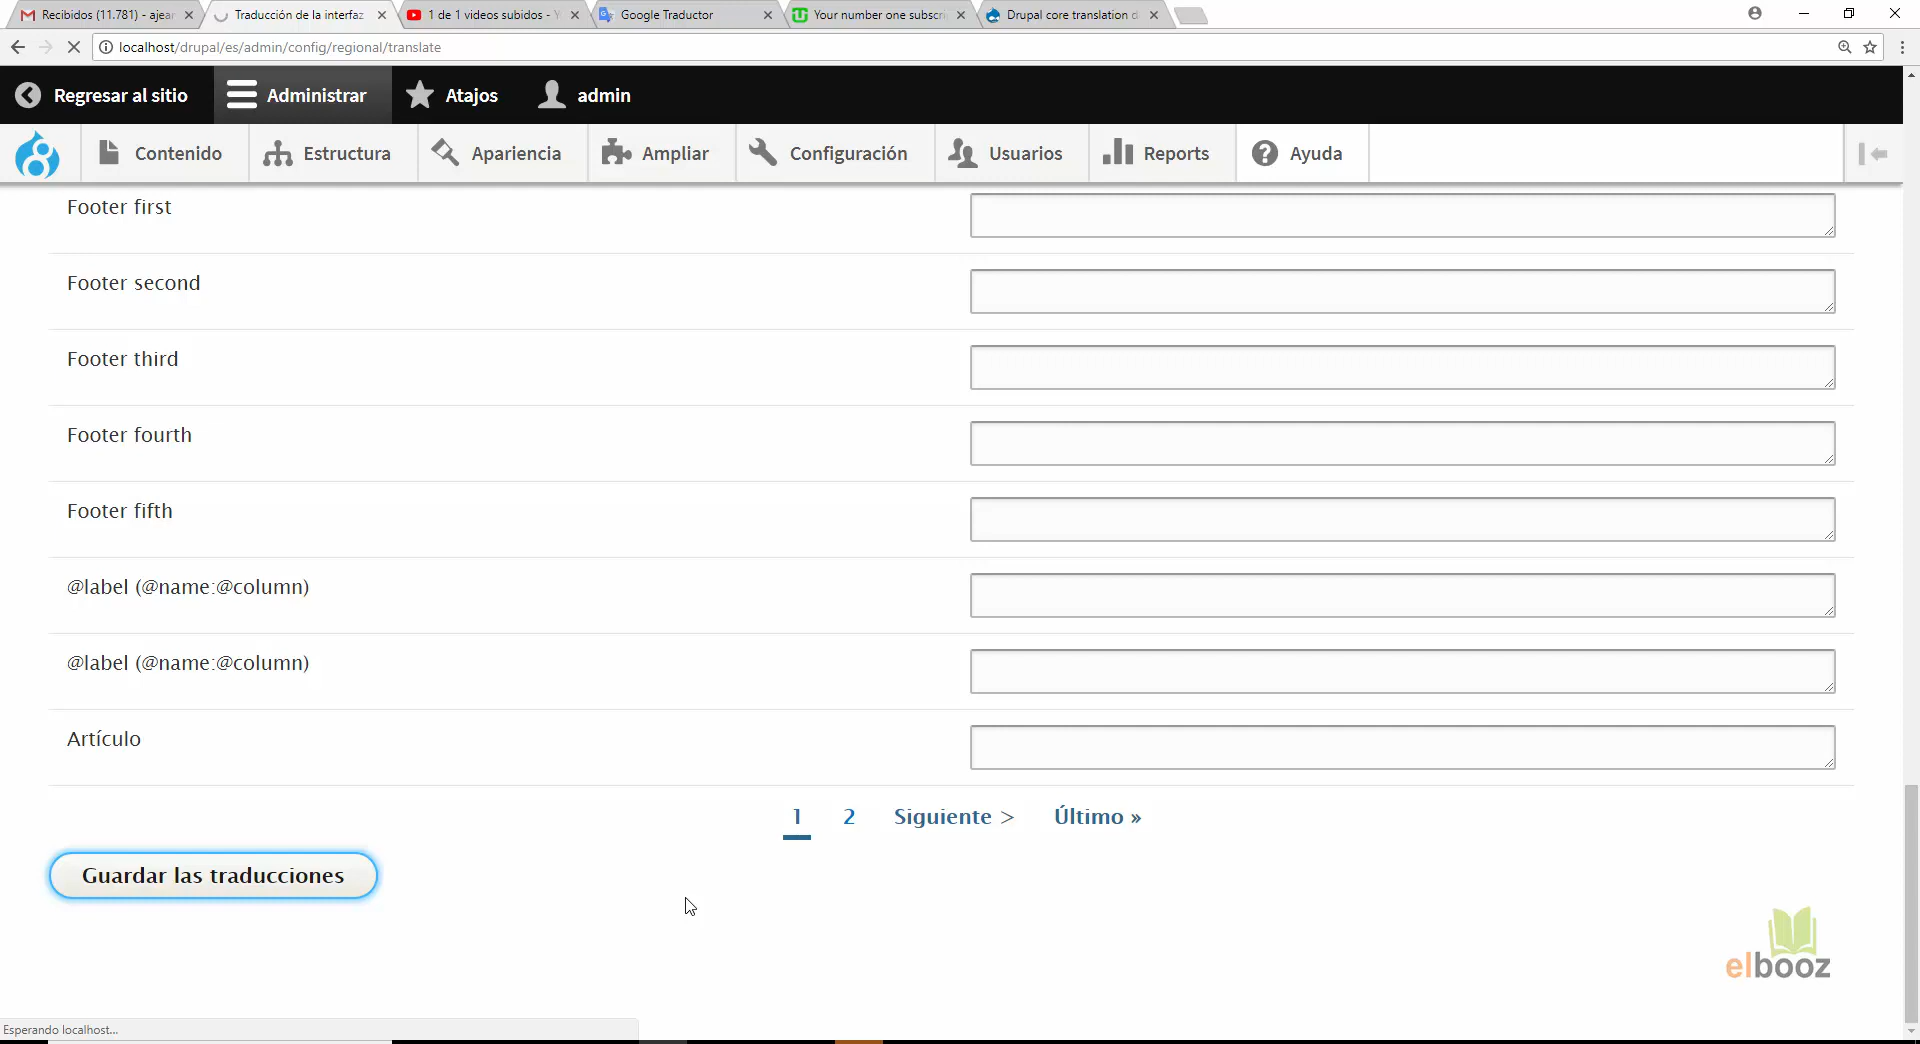 Recibidos (11.781) - ajear
Traducción de la interfaz
1 de 1 videos subidos - Y
Google Traductor
Your number one subscri
Drupal core translation d
localhost/drupal/es/admin/config/regional/translate
Regresar al sitio
Administrar
Atajos
admin
Contenido
Estructura
Apariencia
Ampliar
Configuración
Usuarios
Reports
Ayuda
Footer first
Footer second
Footer third
Footer fourth
Footer fifth
@label (@name:@column)
@label (@name:@column)
Artículo
1 2 Siguiente > Último »
Guardar las traducciones
elbooz
Esperando localhost...